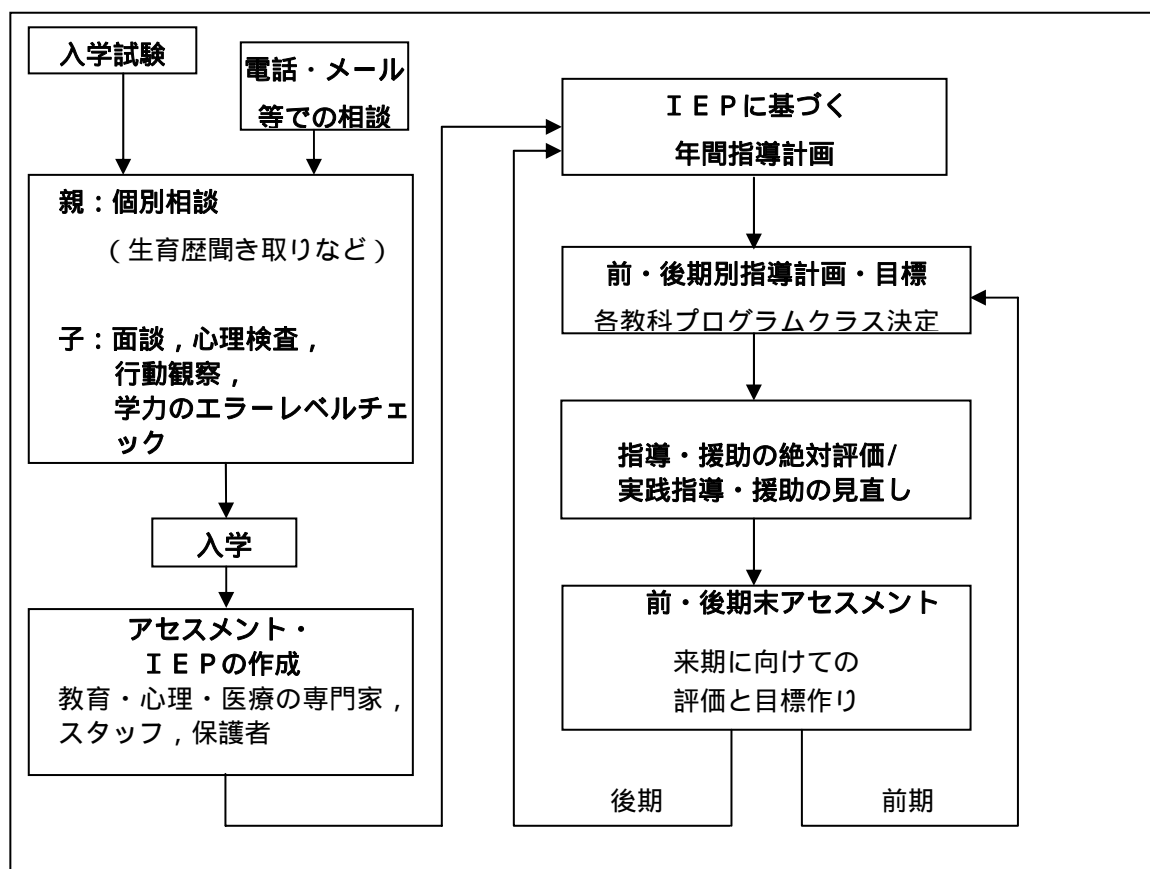 入学試験
電話・メール
等での相談
親：個別相談
（生育歴聞き取りなど）
子：面談，心理検査，
行動観察，
学力のエラーレベルチェ
ック
入学
アセスメント・
ＩＥＰの作成
教育・心理・医療の専門家，
スタッフ，保護者
ＩＥＰに基づく
年間指導計画
前・後期別指導計画・目標
各教科プログラムクラス決定
指導・援助の絶対評価/
実践指導・援助の見直し
前・後期末アセスメント
来期に向けての
評価と目標作り
後期
前期